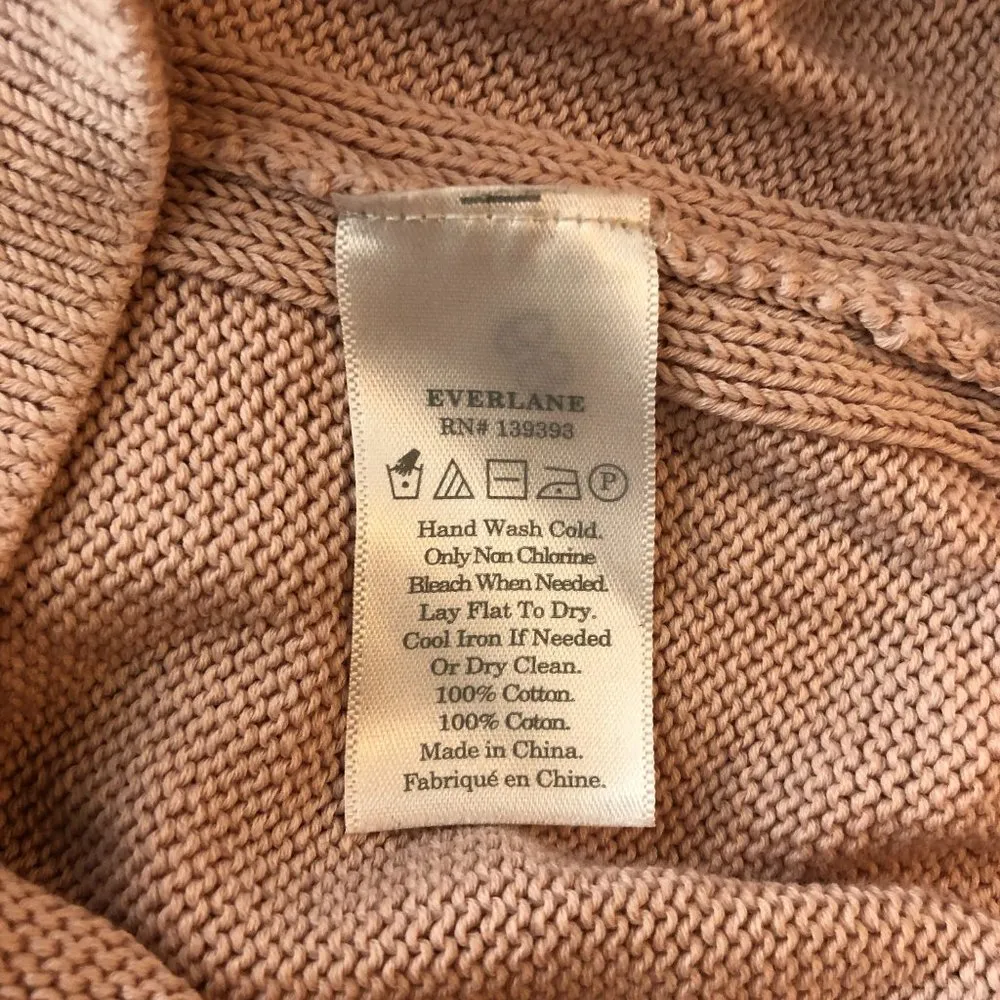 EVERLANE
RN# 139393
P
Hand Wash Cold.
Only Non Chlorine
Bleach When Needed.
Lay Flat To Dry.
Cool Iron If Needed
Or Dry Clean.
100% Cotton.
100% Coton.
Made in China.
Fabriqué en Chine.